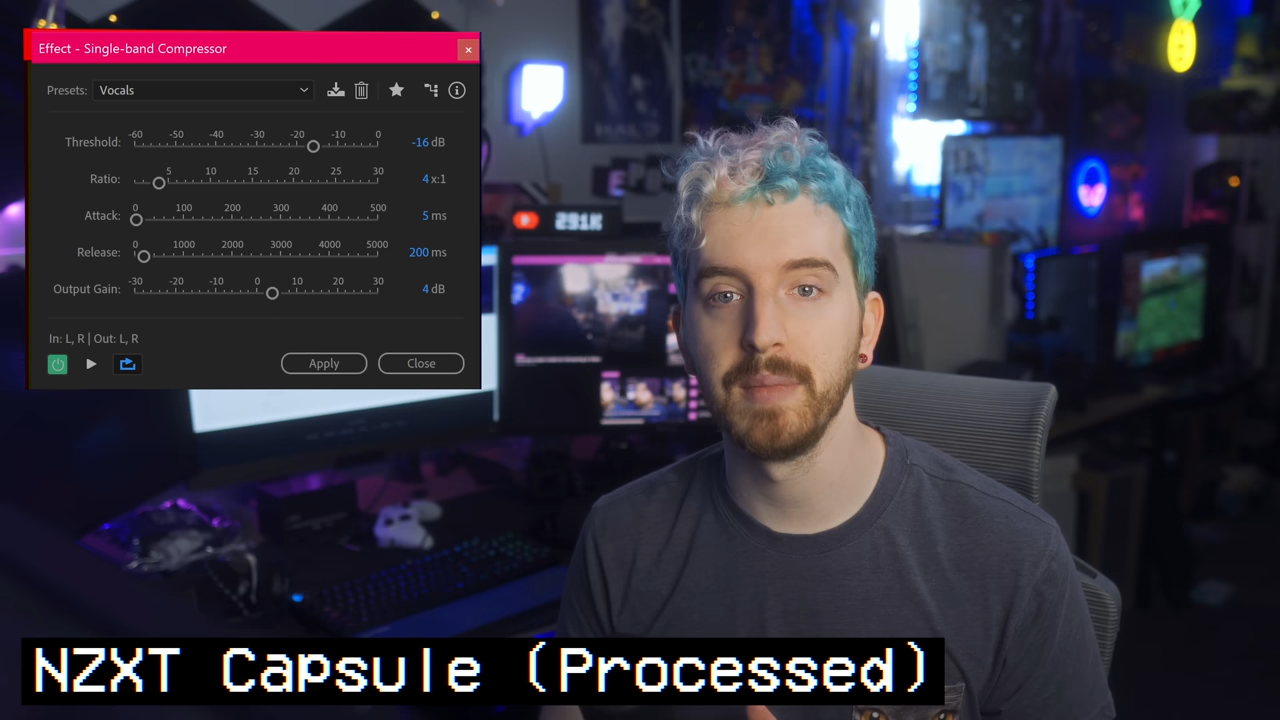 Effect - Single-band Compressor
Presets: Vocals
-60 -50 -40 -30 -20 -10 0
Threshold: -16 dB
5 10 15 20 25 30
Ratio: 4 x:1
0 100 200 300 400 500
Attack: 5 ms
0 1000 2000 3000 4000 5000
Release: 200 ms
-30 -20 -10 0 10 20 30
Output Gain: 4 dB
In: L, R | Out: L, R
Apply Close
291K
HALO
NZXT Capsule (Processed)